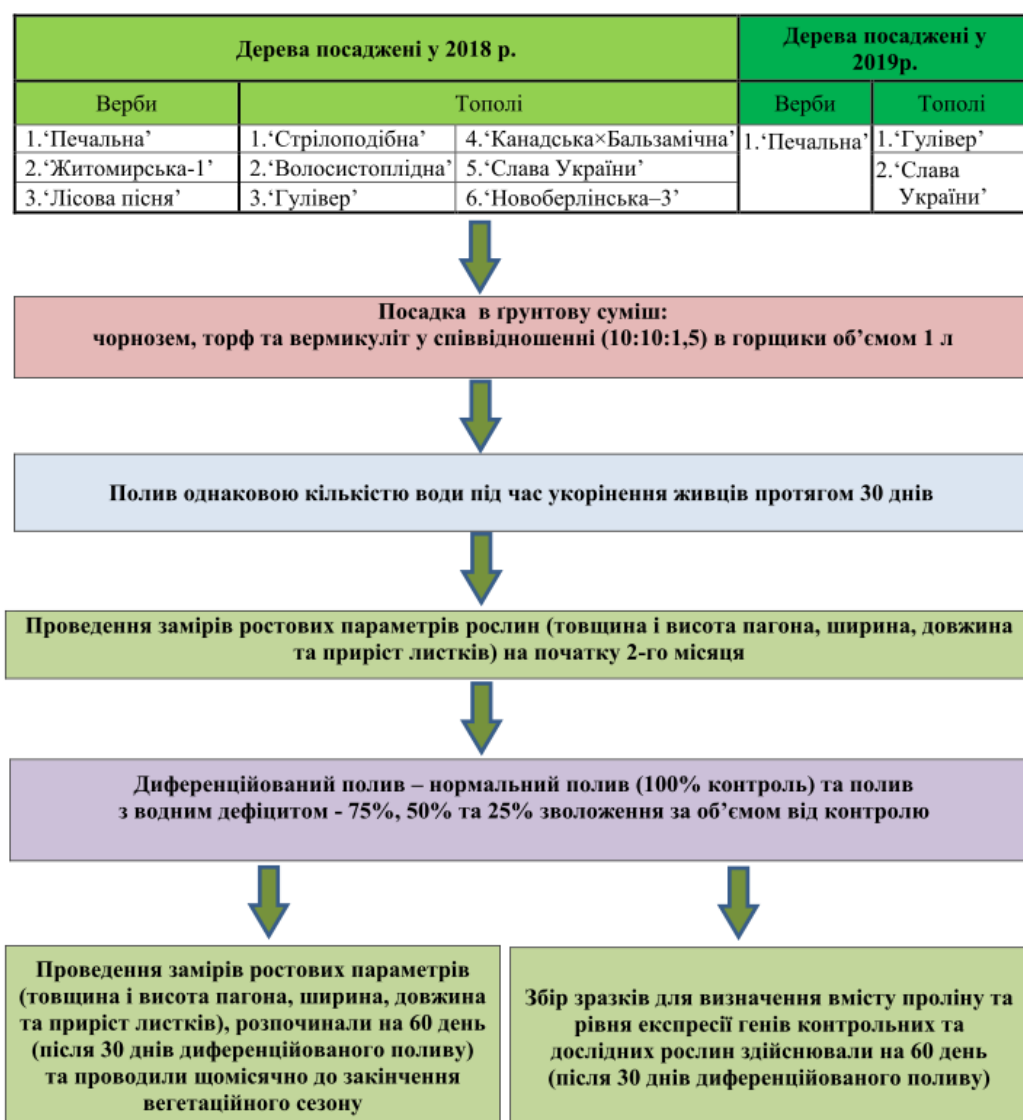 Дерева посаджені у 2018 р.
Дерева посаджені у
2019р.
Верби
Тополі
Верби
Тополі
1.‘Печальна’
1.‘Стрілоподібна’
4.‘Канадська×Бальзамічна’
1.‘Печальна’
1.‘Гулівер’
2.‘Житомирська-1’
2.‘Волосистоплідна’
5.‘Слава України’
2.‘Слава
України’
3.‘Лісова пісня’
3.‘Гулівер’
6.‘Новоберлінська–3’
Посадка в ґрунтову суміш:
чорнозем, торф та вермикуліт у співвідношенні (10:10:1,5) в горщики об’ємом 1 л
Полив однаковою кількістю води під час укорінення живців протягом 30 днів
Проведення замірів ростових параметрів рослин (товщина і висота пагона, ширина, довжина
та приріст листків) на початку 2-го місяця
Диференційований полив – нормальний полив (100% контроль) та полив
з водним дефіцитом - 75%, 50% та 25% зволоження за об’ємом від контролю
Проведення замірів ростових параметрів
(товщина і висота пагона, ширина, довжина
та приріст листків), розпочинали на 60 день
(після 30 днів диференційованого поливу)
та проводили щомісячно до закінчення
вегетаційного сезону
Збір зразків для визначення вмісту проліну та
рівня експресії генів контрольних та
дослідних рослин здійснювали на 60 день
(після 30 днів диференційованого поливу)